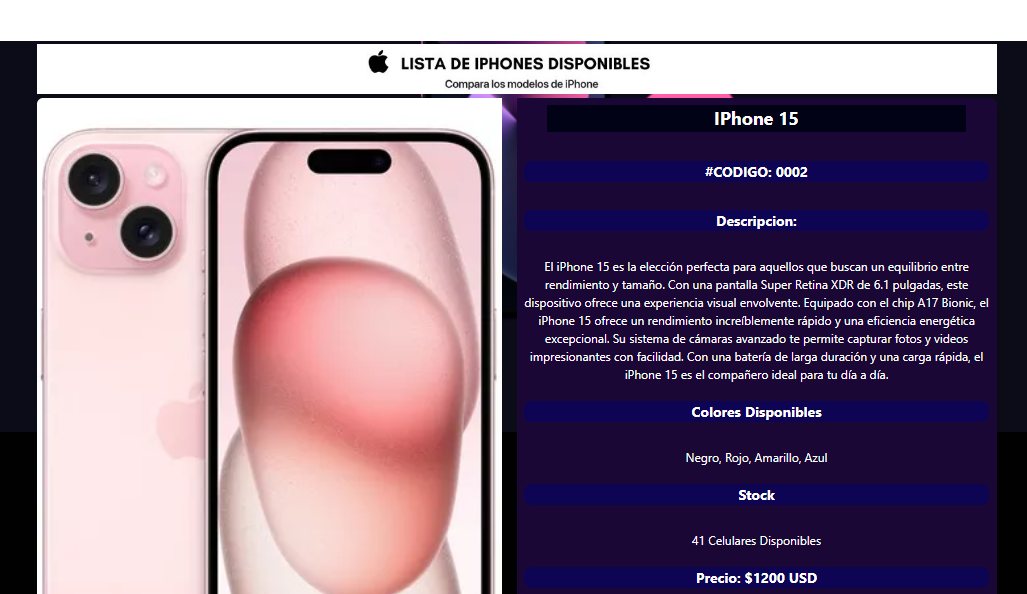 LISTA DE IPHONES DISPONIBLES
Compara los modelos de iPhone
IPhone 15
#CODIGO: 0002
Descripcion:
El iPhone 15 es la elección perfecta para aquellos que buscan un equilibrio entre
rendimiento y tamaño. Con una pantalla Super Retina XDR de 6.1 pulgadas, este
dispositivo ofrece una experiencia visual envolvente. Equipado con el chip A17 Bionic, el
iPhone 15 ofrece un rendimiento increíblemente rápido y una eficiencia energética
excepcional. Su sistema de cámaras avanzado te permite capturar fotos y videos
impresionantes con facilidad. Con una batería de larga duración y una carga rápida, el
iPhone 15 es el compañero ideal para tu día a día.
Colores Disponibles
Negro, Rojo, Amarillo, Azul
Stock
41 Celulares Disponibles
Precio: $1200 USD